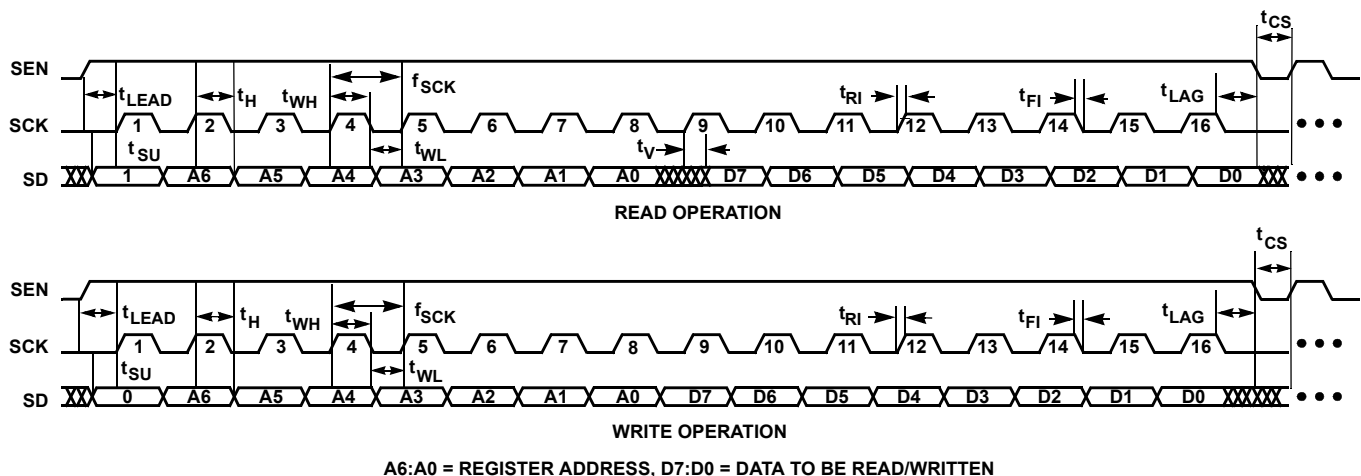 tCS
SEN
tLEAD tH tWH fSCK tRI tFI tLAG
SCK 1 2 3 4 5 6 7 8 9 10 11 12 13 14 15 16 •••
tSU tWL tV
SD 1 A6 A5 A4 A3 A2 A1 A0 D7 D6 D5 D4 D3 D2 D1 D0 •••
READ OPERATION
tCS
SEN
tLEAD tH tWH fSCK tRI tFI tLAG
SCK 1 2 3 4 5 6 7 8 9 10 11 12 13 14 15 16 •••
tSU tWL
SD 0 A6 A5 A4 A3 A2 A1 A0 D7 D6 D5 D4 D3 D2 D1 D0 •••
WRITE OPERATION
A6:A0 = REGISTER ADDRESS, D7:D0 = DATA TO BE READ/WRITTEN